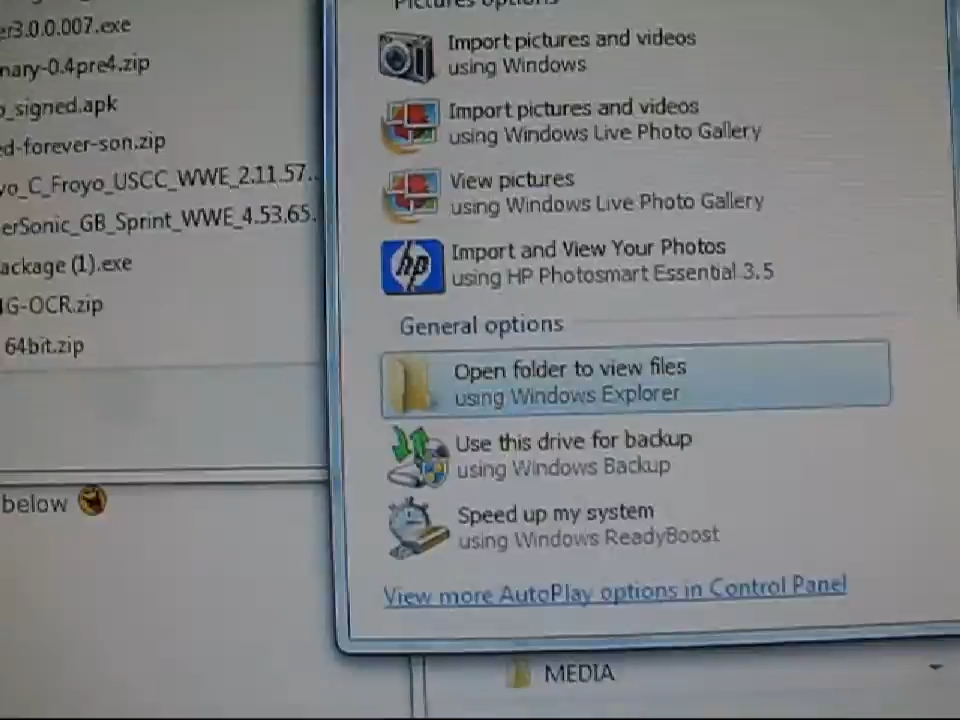 Pictures options
er3.0.0.007.exe
Import pictures and videos
using Windows
nary-0.4pre4.zip
o_signed.apk
Import pictures and videos
using Windows Live Photo Gallery
ed-forever-son.zip
vo_C_Froyo_USCC_WWE_2.11.57...
View pictures
using Windows Live Photo Gallery
erSonic_GB_Sprint_WWE_4.53.65.
ackage (1).exe
hp
Import and View Your Photos
using HP Photosmart Essential 3.5
G-OCR.zip
General options
64bit.zip
Open folder to view files
using Windows Explorer
Use this drive for backup
using Windows Backup
below
Speed up my system
using Windows ReadyBoost
View more AutoPlay options in Control Panel
MEDIA